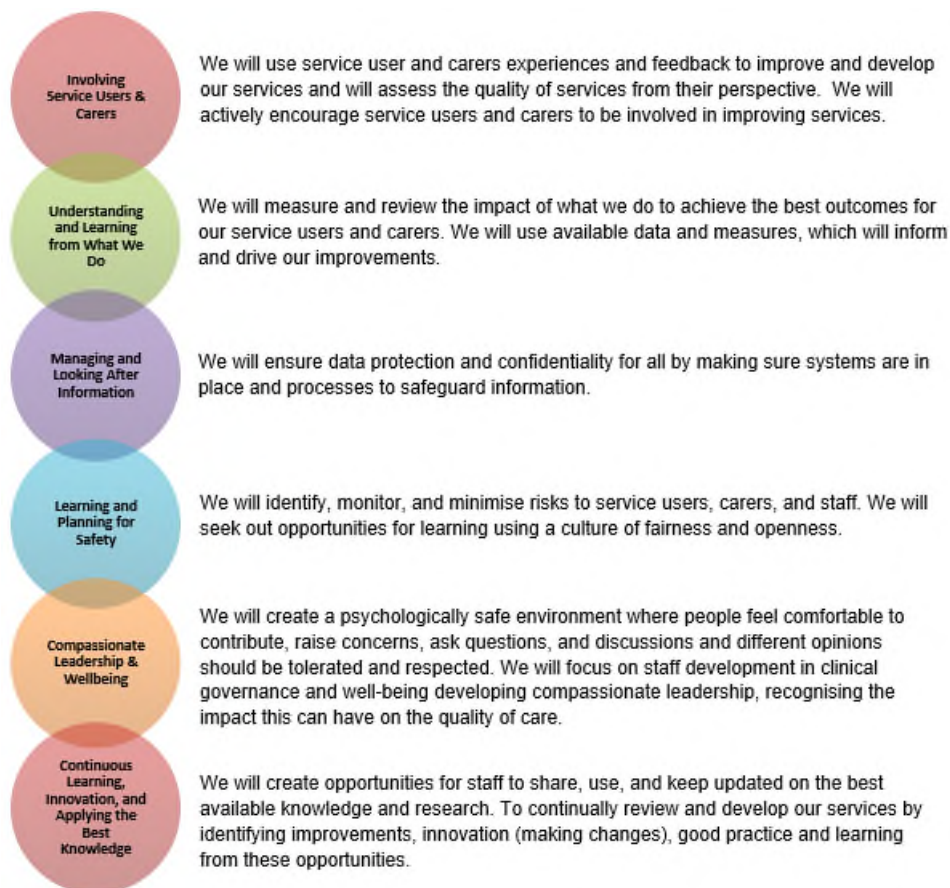 Involving
Service Users &
Carers
We will use service user and carers experiences and feedback to improve and develop
our services and will assess the quality of services from their perspective.  We will
actively encourage service users and carers to be involved in improving services.
Understanding
and Learning
from What We
Do
We will measure and review the impact of what we do to achieve the best outcomes for
our service users and carers. We will use available data and measures, which will inform
and drive our improvements.
Managing and
Looking After
Information
We will ensure data protection and confidentiality for all by making sure systems are in
place and processes to safeguard information.
Learning and
Planning for
Safety
We will identify, monitor, and minimise risks to service users, carers, and staff. We will
seek out opportunities for learning using a culture of fairness and openness.
Compassionate
Leadership &
Wellbeing
We will create a psychologically safe environment where people feel comfortable to
contribute, raise concerns, ask questions, and discussions and different opinions
should be tolerated and respected. We will focus on staff development in clinical
governance and well-being developing compassionate leadership, recognising the
impact this can have on the quality of care.
Continuous
Learning,
Innovation, and
Applying the
Best
Knowledge
We will create opportunities for staff to share, use, and keep updated on the best
available knowledge and research. To continually review and develop our services by
identifying improvements, innovation (making changes), good practice and learning
from these opportunities.